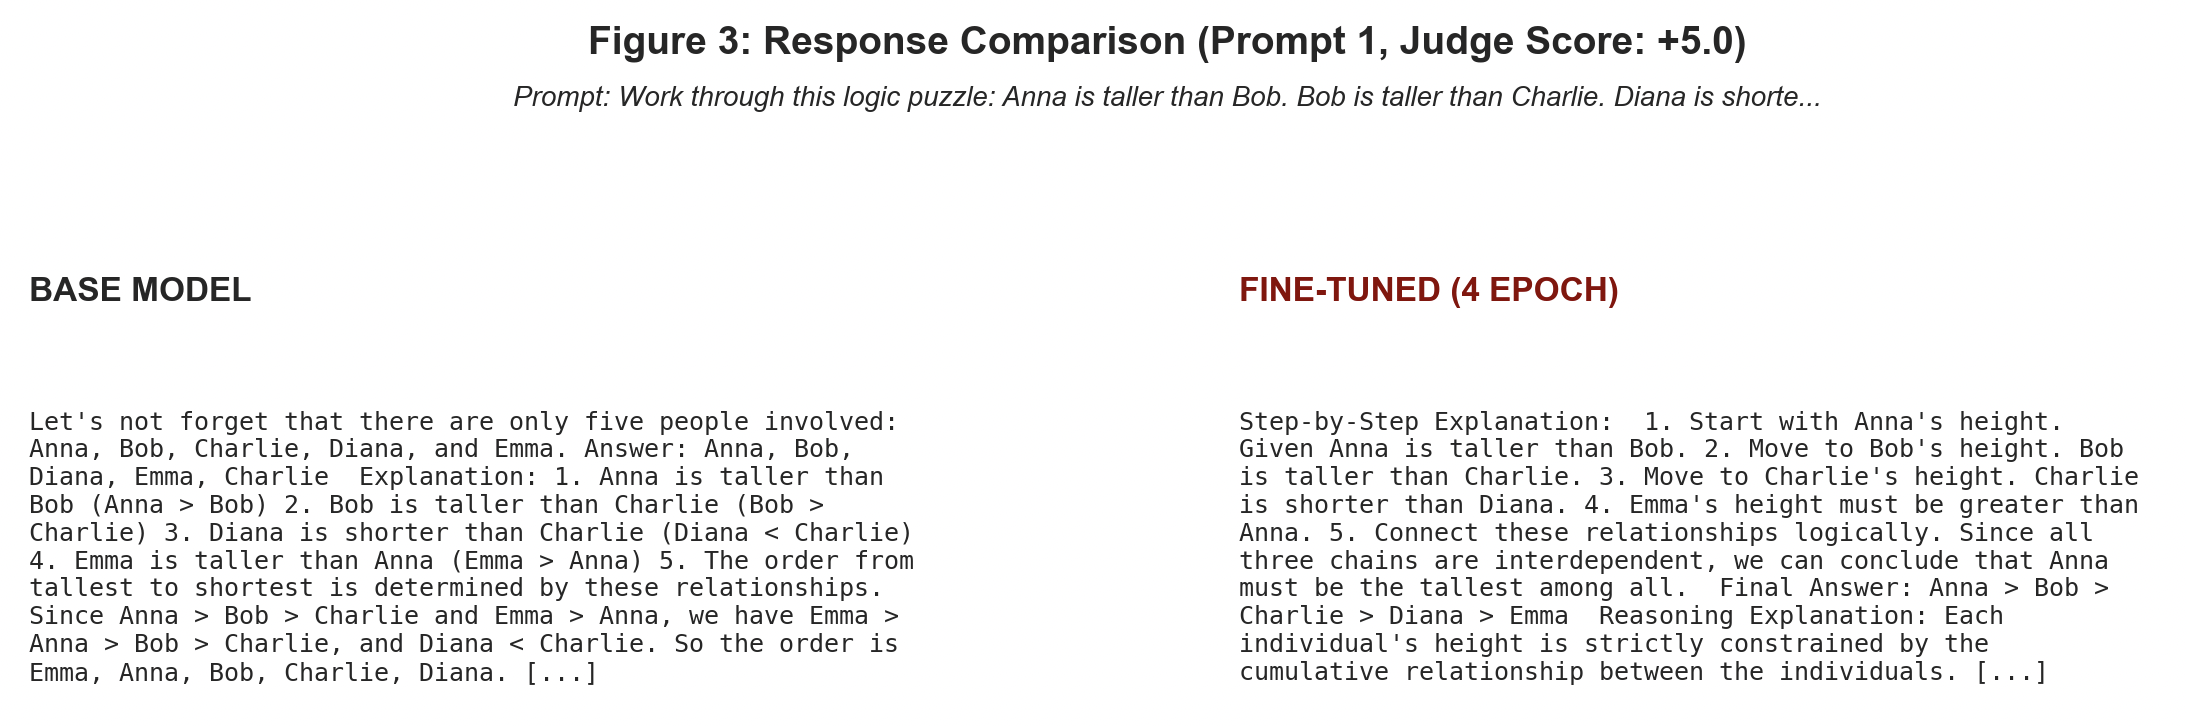 Figure 3: Response Comparison (Prompt 1, Judge Score: +5.0)
Prompt: Work through this logic puzzle: Anna is taller than Bob. Bob is taller than Charlie. Diana is shorte...
BASE MODEL
Let's not forget that there are only five people involved:
Anna, Bob, Charlie, Diana, and Emma. Answer: Anna, Bob,
Diana, Emma, Charlie  Explanation: 1. Anna is taller than
Bob (Anna > Bob) 2. Bob is taller than Charlie (Bob >
Charlie) 3. Diana is shorter than Charlie (Diana < Charlie)
4. Emma is taller than Anna (Emma > Anna) 5. The order from
tallest to shortest is determined by these relationships.
Since Anna > Bob > Charlie and Emma > Anna, we have Emma >
Anna > Bob > Charlie, and Diana < Charlie. So the order is
Emma, Anna, Bob, Charlie, Diana. [...]
FINE-TUNED (4 EPOCH)
Step-by-Step Explanation:  1. Start with Anna's height.
Given Anna is taller than Bob. 2. Move to Bob's height. Bob
is taller than Charlie. 3. Move to Charlie's height. Charlie
is shorter than Diana. 4. Emma's height must be greater than
Anna. 5. Connect these relationships logically. Since all
three chains are interdependent, we can conclude that Anna
must be the tallest among all.  Final Answer: Anna > Bob >
Charlie > Diana > Emma  Reasoning Explanation: Each
individual's height is strictly constrained by the
cumulative relationship between the individuals. [...]